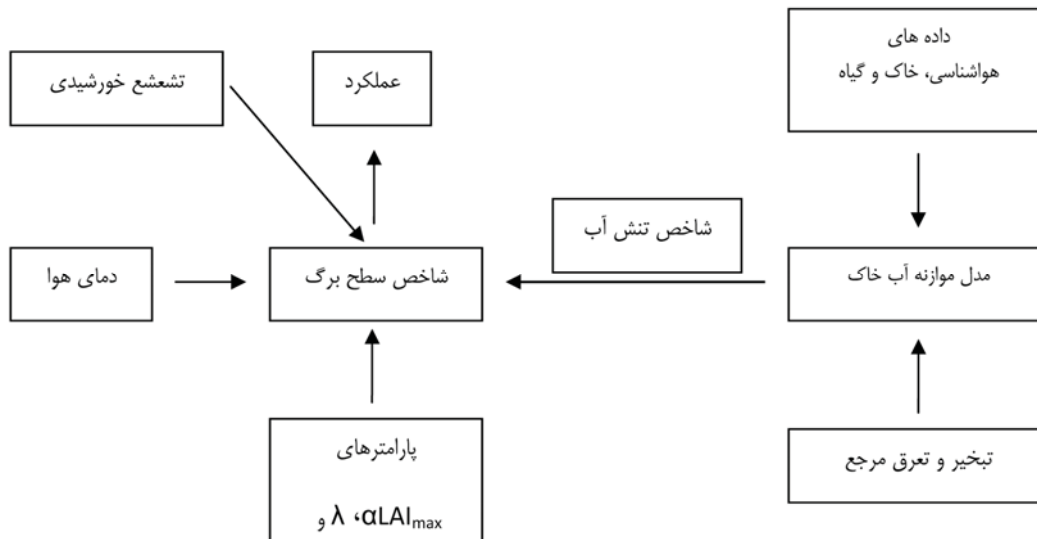 داده های
هواشناسی، خاک و گیاه
عملکرد
تشعشع خورشیدی
شاخص تنش آب
مدل موازنه آب خاک
شاخص سطح برگ
دمای هوا
تبخیر و تعرق مرجع
پارامترهای
λ ،αLAImax و